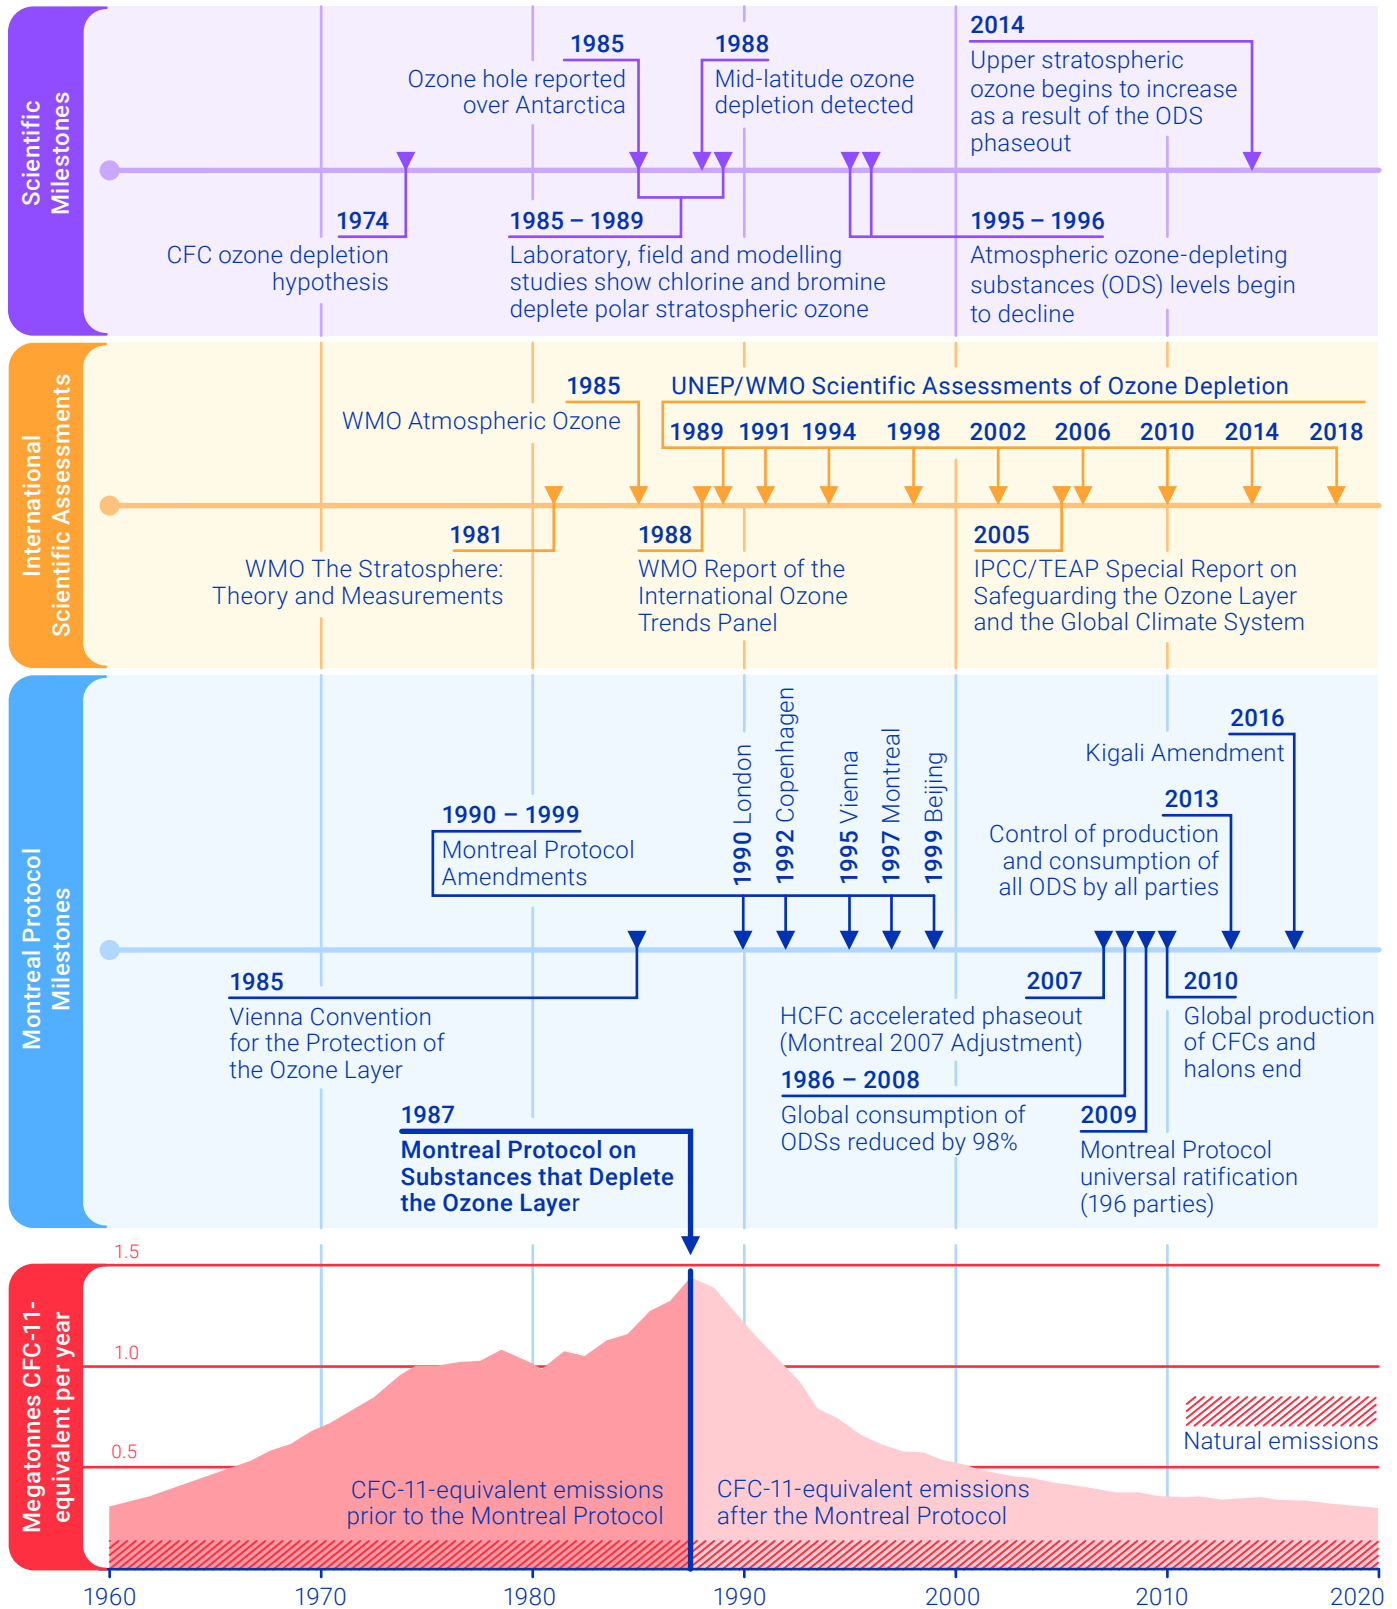 Scientific
Milestones
1985
Ozone hole reported
over Antarctica
1988
Mid-latitude ozone
depletion detected
2014
Upper stratospheric
ozone begins to increase
as a result of the ODS
phaseout
1974
CFC ozone depletion
hypothesis
1985 – 1989
Laboratory, field and modelling
studies show chlorine and bromine
deplete polar stratospheric ozone
1995 – 1996
Atmospheric ozone-depleting
substances (ODS) levels begin
to decline
International
Scientific Assessments
1985
WMO Atmospheric Ozone
UNEP/WMO Scientific Assessments of Ozone Depletion
1989 1991 1994 1998 2002 2006 2010 2014 2018
1981
WMO The Stratosphere:
Theory and Measurements
1988
WMO Report of the
International Ozone
Trends Panel
2005
IPCC/TEAP Special Report on
Safeguarding the Ozone Layer
and the Global Climate System
Montreal Protocol
Milestones
1990 – 1999
Montreal Protocol
Amendments
1990 London
1992 Copenhagen
1995 Vienna
1997 Montreal
1999 Beijing
2016
Kigali Amendment
2013
Control of production
and consumption of
all ODS by all parties
1985
Vienna Convention
for the Protection of
the Ozone Layer
2007
HCFC accelerated phaseout
(Montreal 2007 Adjustment)
2010
Global production
of CFCs and
halons end
1986 – 2008
Global consumption of
ODSs reduced by 98%
2009
Montreal Protocol
universal ratification
(196 parties)
1987
Montreal Protocol on
Substances that Deplete
the Ozone Layer
Megatonnes CFC-11-
equivalent per year
1.5
1.0
0.5
Natural emissions
CFC-11-equivalent emissions
prior to the Montreal Protocol
CFC-11-equivalent emissions
after the Montreal Protocol
1960 1970 1980 1990 2000 2010 2020